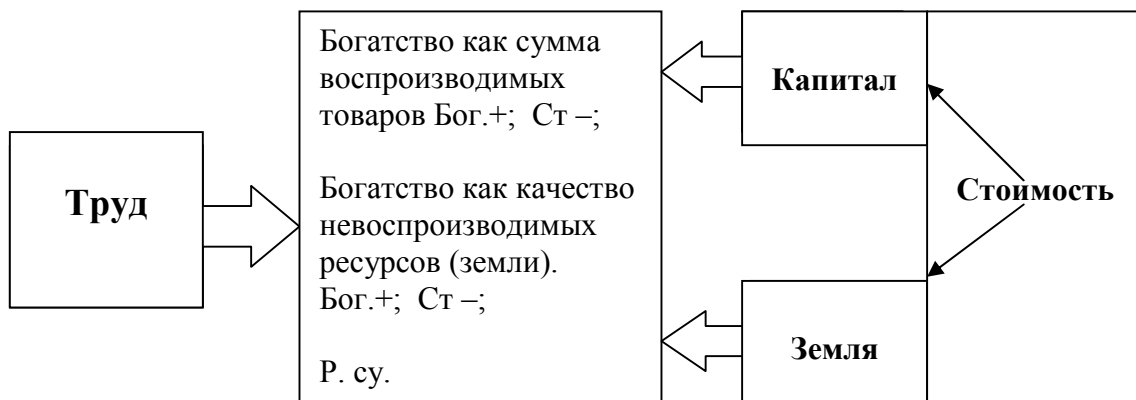 Труд
Богатство как сумма
воспроизводимых
товаров Бог.+; Ст –;
Богатство как качество
невоспроизводимых
ресурсов (земли).
Бог.+; Ст –;
Р. су.
Капитал
Стоимость
Земля